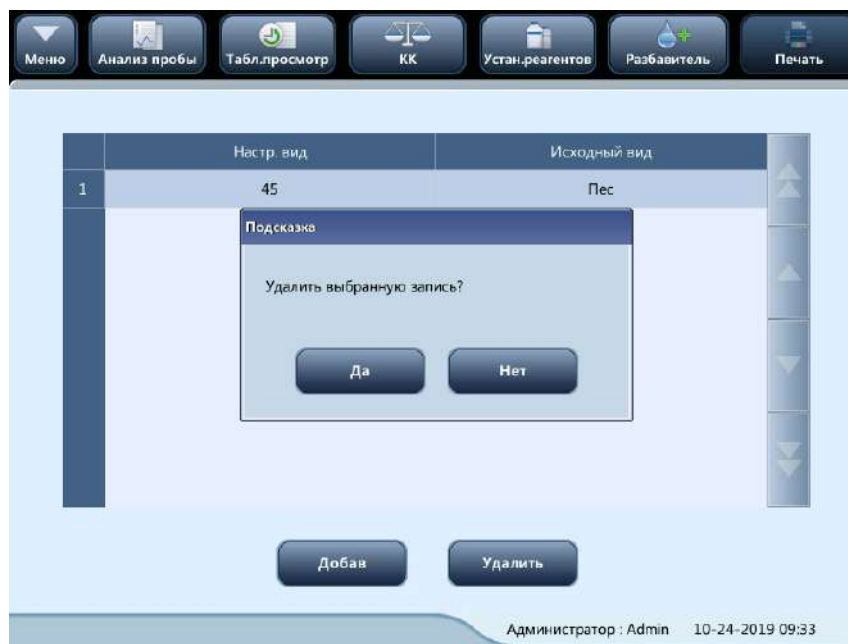 Меню Анализ пробы Табл.просмотр КК Устан.реагентов Разбавитель Печать
Настр. вид Исходный вид
1 45 Пес
Подсказка
Удалить выбранную запись?
Да Нет
Добав Удалить
Администратор : Admin 10-24-2019 09:33